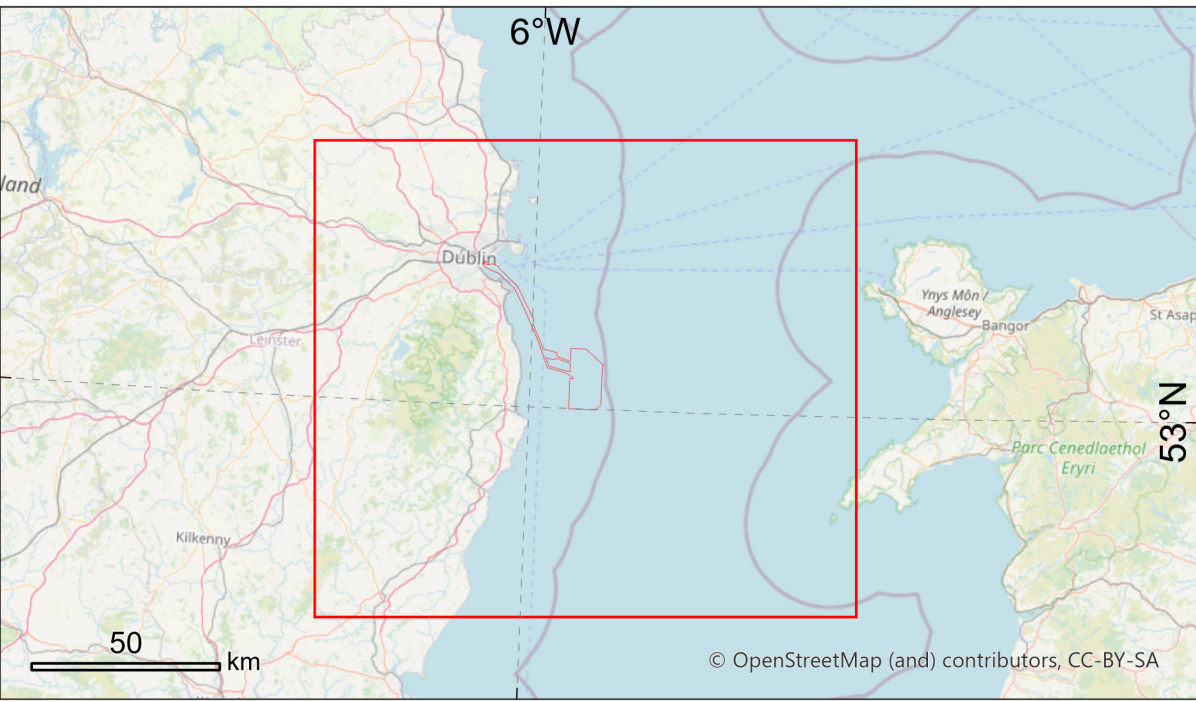 6°W
land
Dublin
Ynys Môn /
Anglesey
Bangor
St Asap
Leinster
53°N
Parc Cenedlaethol
Eryri
Kilkenny
50
km
© OpenStreetMap (and) contributors, CC-BY-SA